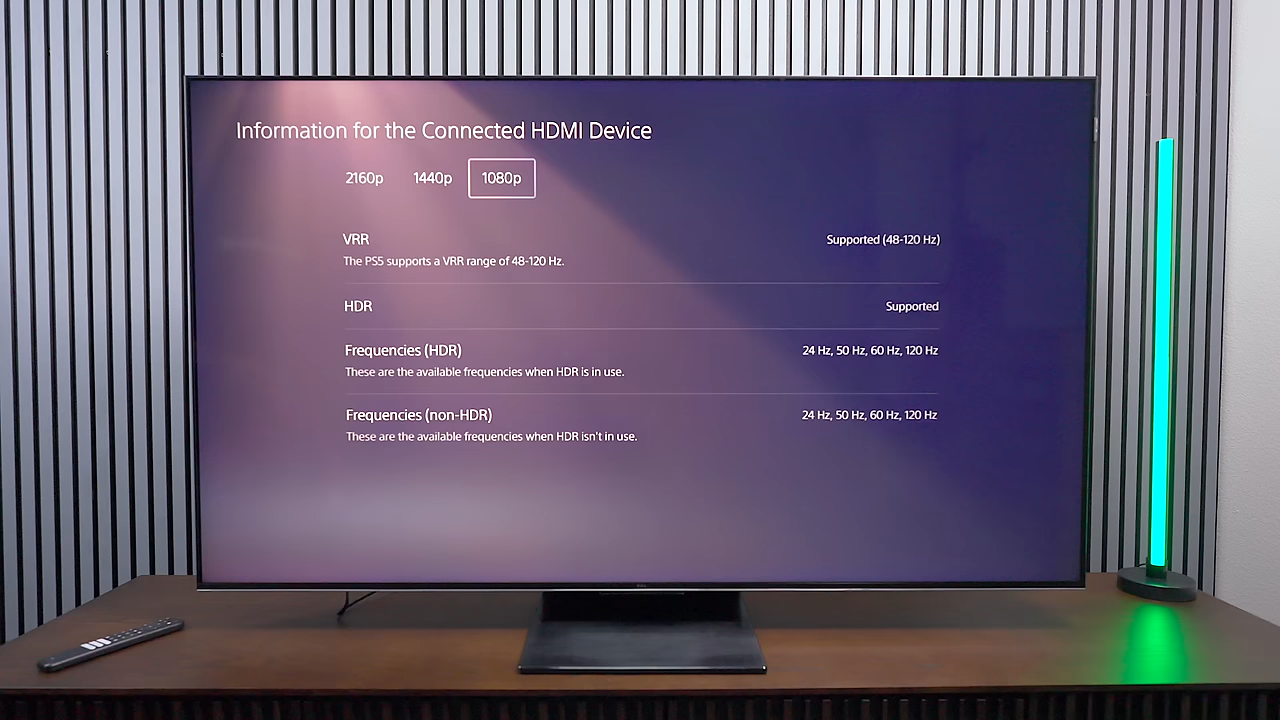 Information for the Connected HDMI Device
2160p 1440p 1080p
VRR Supported (48-120 Hz)
The PS5 supports a VRR range of 48-120 Hz.
HDR Supported
Frequencies (HDR) 24 Hz, 50 Hz, 60 Hz, 120 Hz
These are the available frequencies when HDR is in use.
Frequencies (non-HDR) 24 Hz, 50 Hz, 60 Hz, 120 Hz
These are the available frequencies when HDR isn't in use.